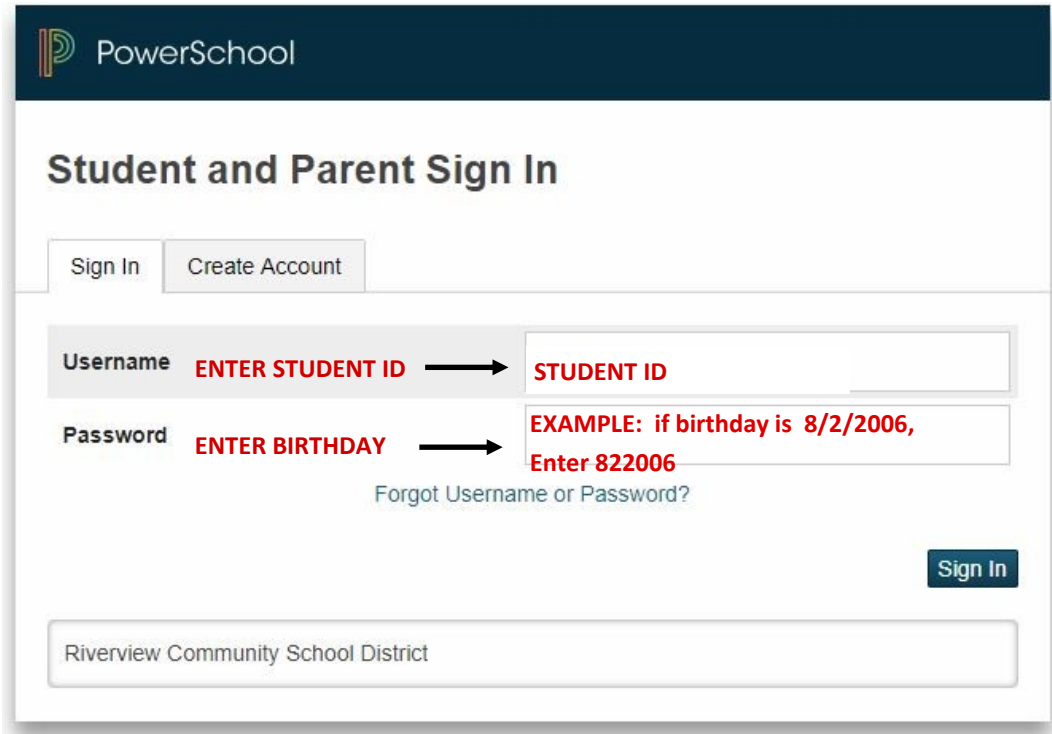 PowerSchool
Student and Parent Sign In
Sign In Create Account
Username ENTER STUDENT ID STUDENT ID
Password ENTER BIRTHDAY EXAMPLE: if birthday is 8/2/2006,
Enter 822006
Forgot Username or Password?
Sign In
Riverview Community School District